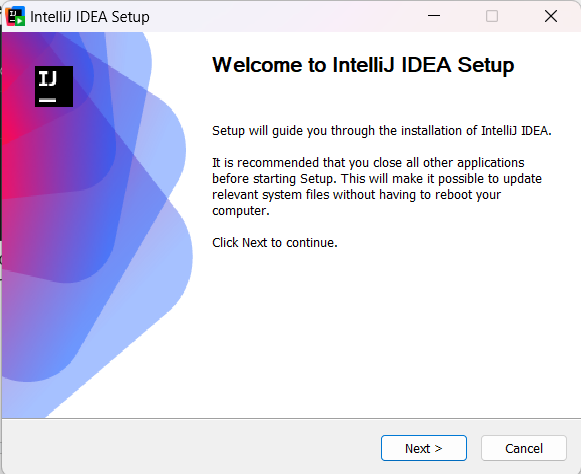 IntelliJ IDEA Setup
IJ
Welcome to IntelliJ IDEA Setup
Setup will guide you through the installation of IntelliJ IDEA.
It is recommended that you close all other applications
before starting Setup. This will make it possible to update
relevant system files without having to reboot your
computer.
Click Next to continue.
Next >
Cancel